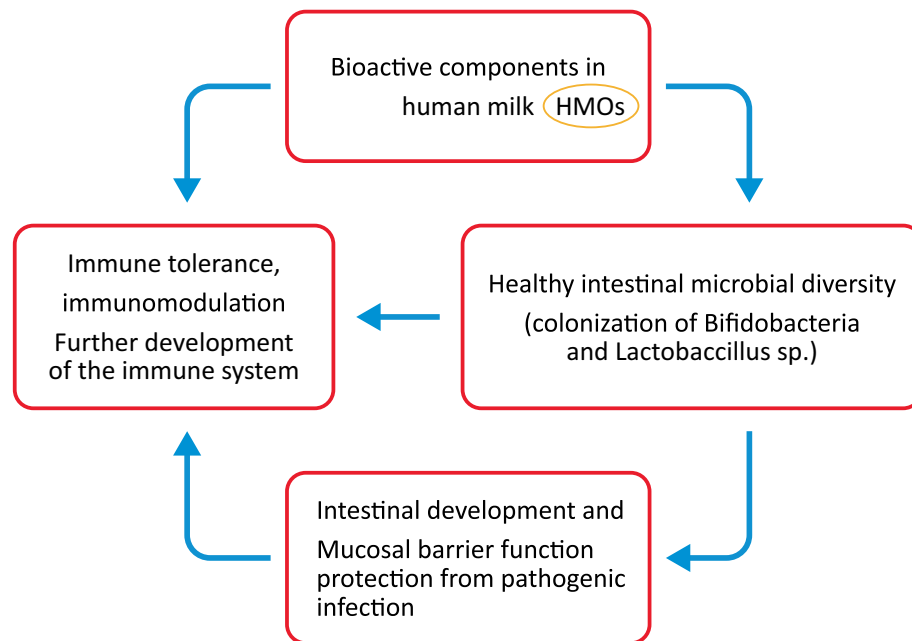 Bioactive components in
human milk HMOs
Immune tolerance,
immunomodulation
Further development
of the immune system
Healthy intestinal microbial diversity
(colonization of Bifidobacteria
and Lactobaccillus sp.)
Intestinal development and
Mucosal barrier function
protection from pathogenic
infection